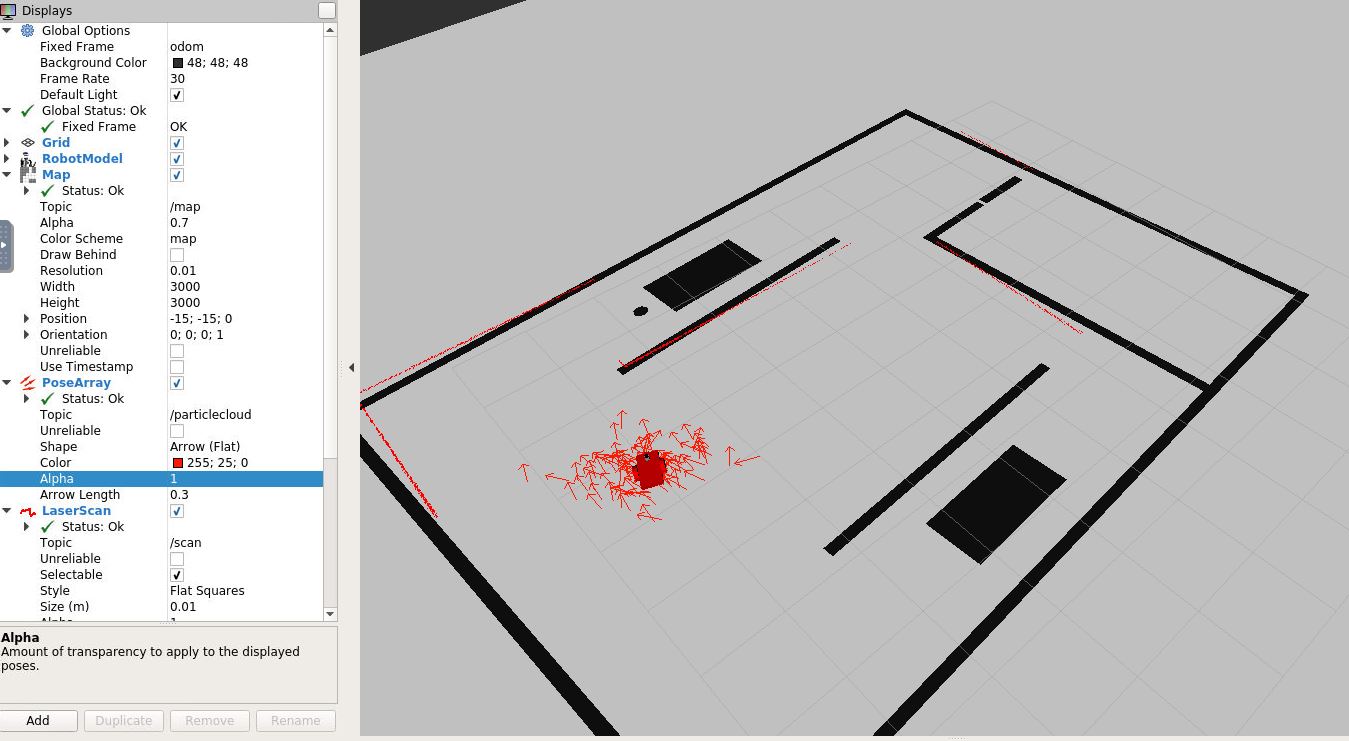 Displays
Global Options
Fixed Frame odom
Background Color 48; 48; 48
Frame Rate 30
Default Light
Global Status: Ok
Fixed Frame OK
Grid
RobotModel
Map
Status: Ok
Topic /map
Alpha 0.7
Color Scheme map
Draw Behind
Resolution 0.01
Width 3000
Height 3000
Position -15; -15; 0
Orientation 0; 0; 0; 1
Unreliable
Use Timestamp
PoseArray
Status: Ok
Topic /particlecloud
Unreliable
Shape Arrow (Flat)
Color 255; 25; 0
Alpha 1
Arrow Length 0.3
LaserScan
Status: Ok
Topic /scan
Unreliable
Selectable
Style Flat Squares
Size (m) 0.01
Alpha 1
Alpha
Amount of transparency to apply to the displayed
poses.
Add Duplicate Remove Rename